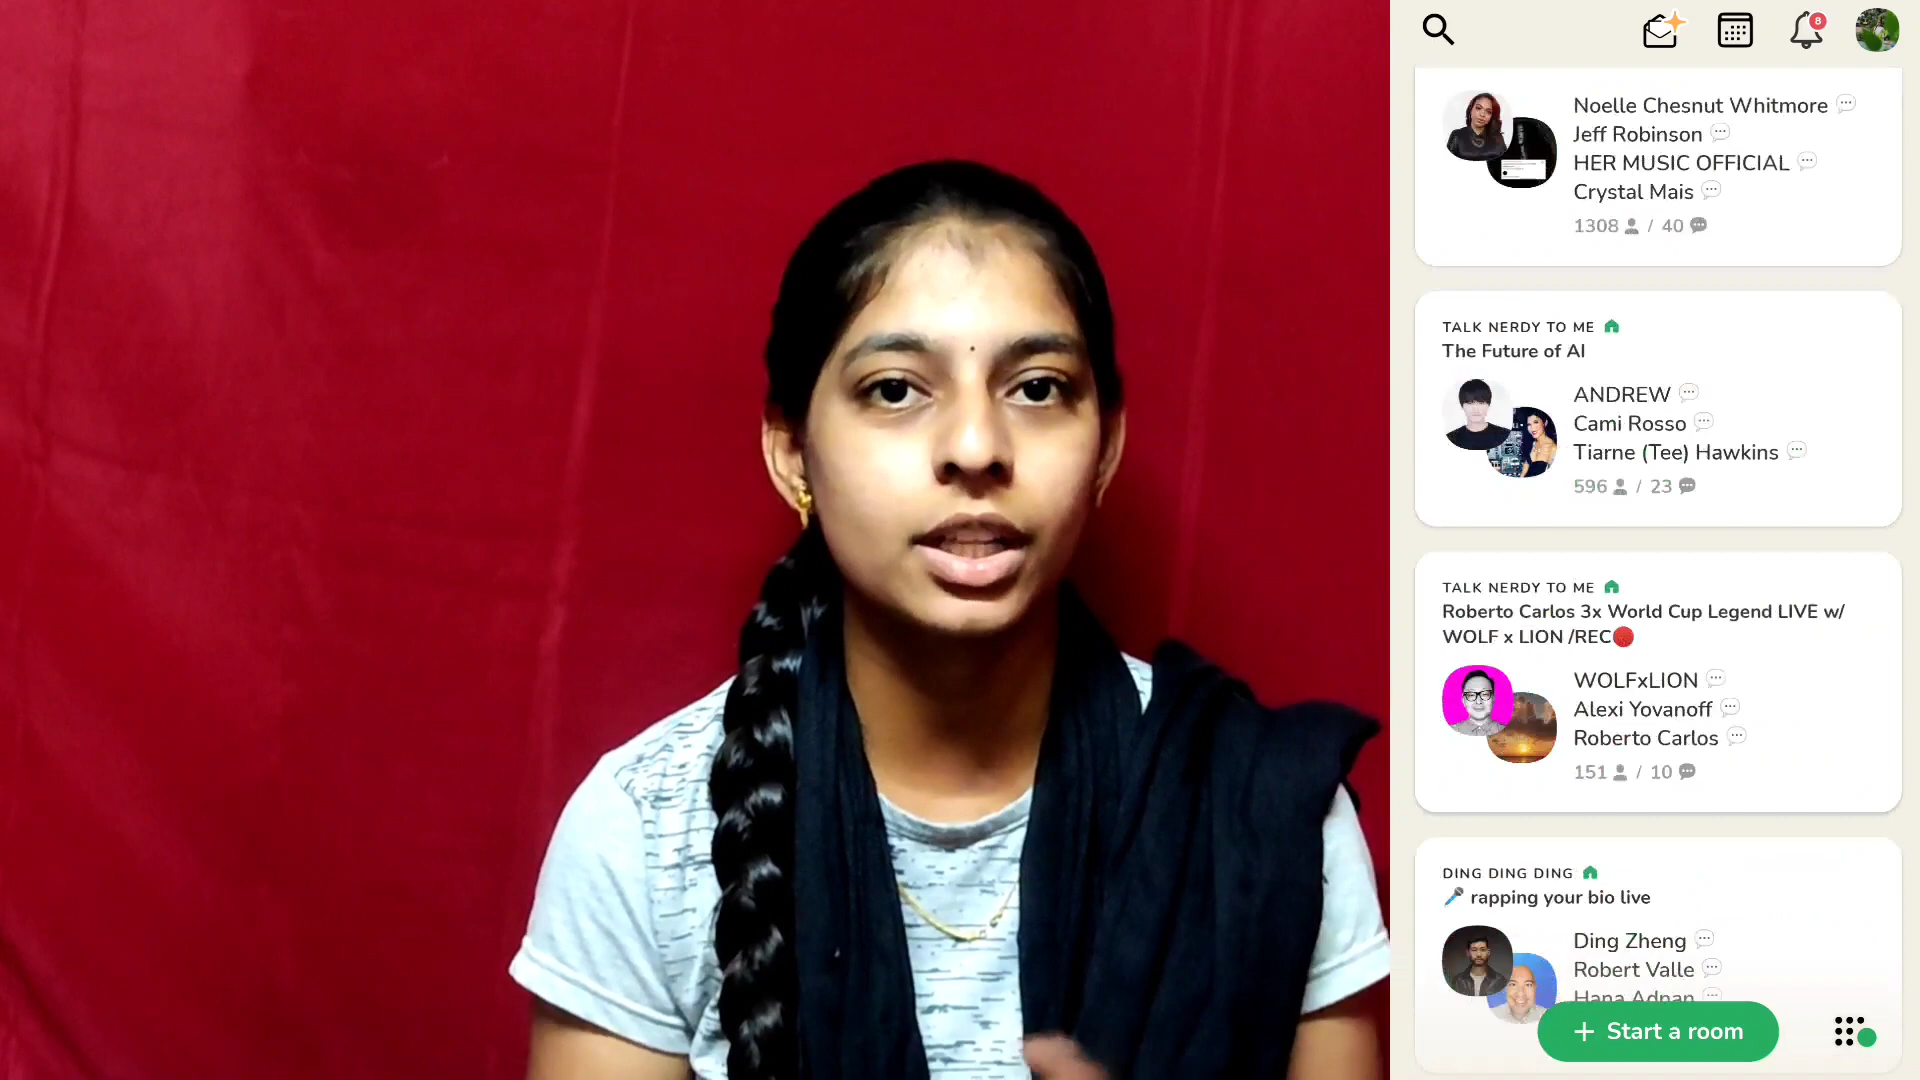 8
Noelle Chesnut Whitmore
Jeff Robinson
HER MUSIC OFFICIAL
Crystal Mais
1308 / 40
TALK NERDY TO ME
The Future of AI
ANDREW
Cami Rosso
Tiarne (Tee) Hawkins
596 / 23
TALK NERDY TO ME
Roberto Carlos 3x World Cup Legend LIVE w/
WOLF x LION /REC🔴
WOLFxLION
Alexi Yovanoff
Roberto Carlos
151 / 10
DING DING DING
🎤 rapping your bio live
Ding Zheng
Robert Valle
Hana Adnan
+ Start a room